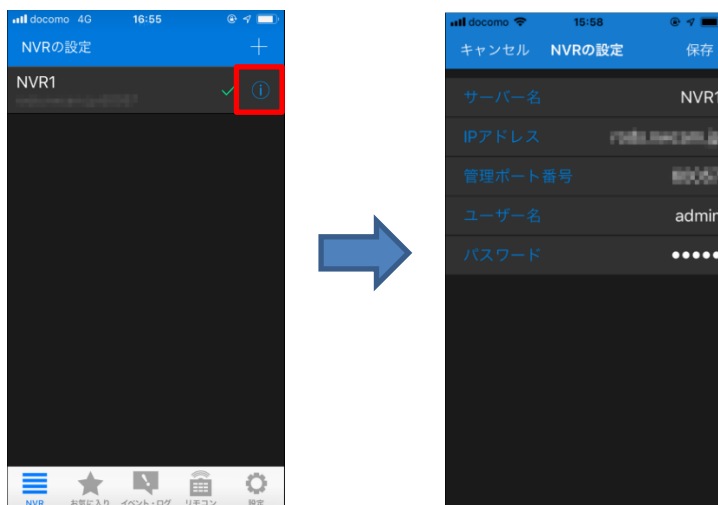 docomo 4G 16:55
NVRの設定
NVR1
NVR お気に入り イベント・ログ リモコン 設定
docomo 15:58
キャンセル NVRの設定 保存
サーバー名 NVR1
IPアドレス
管理ポート番号
ユーザー名 admin
パスワード •••••